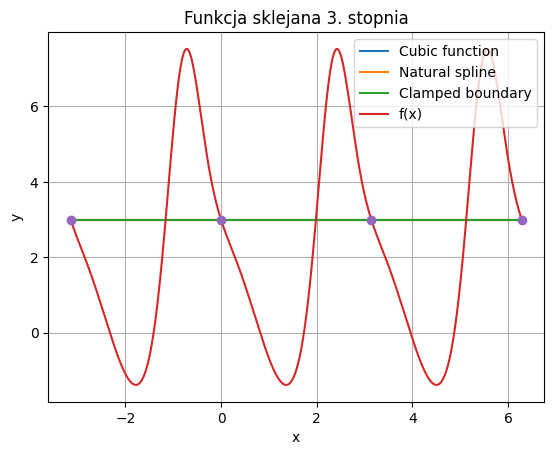 Funkcja sklejana 3. stopnia
Cubic function
Natural spline
Clamped boundary
f(x)
6
4
2
0
y
−2
0
2
4
6
x